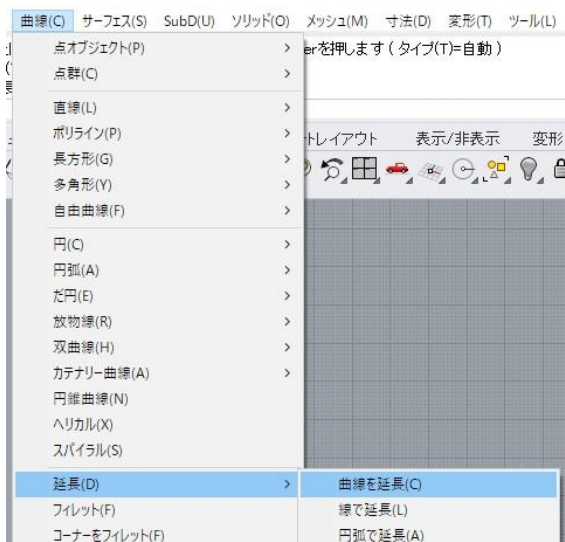 曲線(C) サーフェス(S) SubD(U) ソリッド(O) メッシュ(M) 寸法(D) 変形(T) ツール(L)
erを押します ( タイプ(T)=自動 )
点オブジェクト(P)
点群(C)
直線(L)
ポリライン(P)
長方形(G)
多角形(Y)
自由曲線(F)
トレイアウト 表示/非表示 変形
円(C)
円弧(A)
だ円(E)
放物線(R)
双曲線(H)
カテナリー曲線(A)
円錐曲線(N)
ヘリカル(X)
スパイラル(S)
延長(D)
フィレット(F)
コーナーをフィレット(F)
曲線を延長(C)
線で延長(L)
円弧で延長(A)